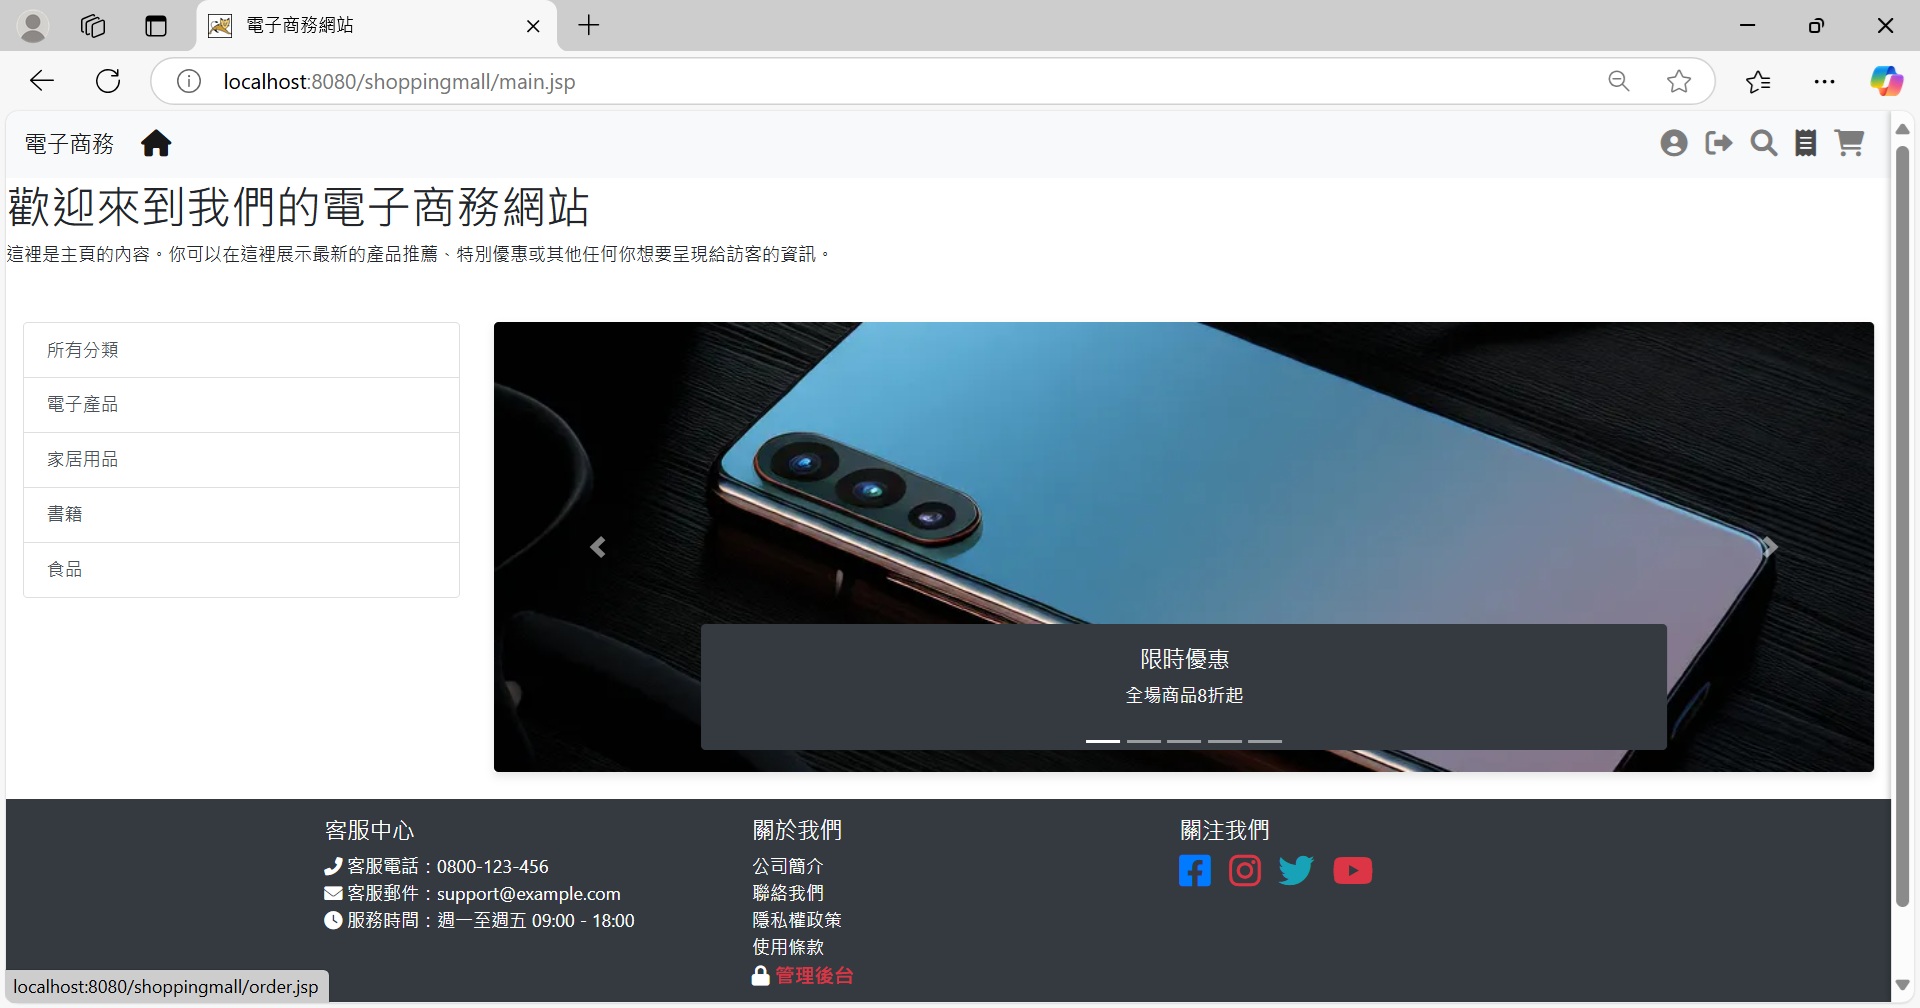 電子商務網站
localhost:8080/shoppingmall/main.jsp
電子商務
歡迎來到我們的電子商務網站
這裡是主頁的內容。你可以在這裡展示最新的產品推薦、特別優惠或其他任何你想要呈現給訪客的資訊。
所有分類
電子產品
家居用品
書籍
食品
限時優惠
全場商品8折起
客服中心
客服電話：0800-123-456
客服郵件：support@example.com
服務時間：週一至週五 09:00 - 18:00
關於我們
公司簡介
聯絡我們
隱私權政策
使用條款
管理後台
關注我們
localhost:8080/shoppingmall/order.jsp